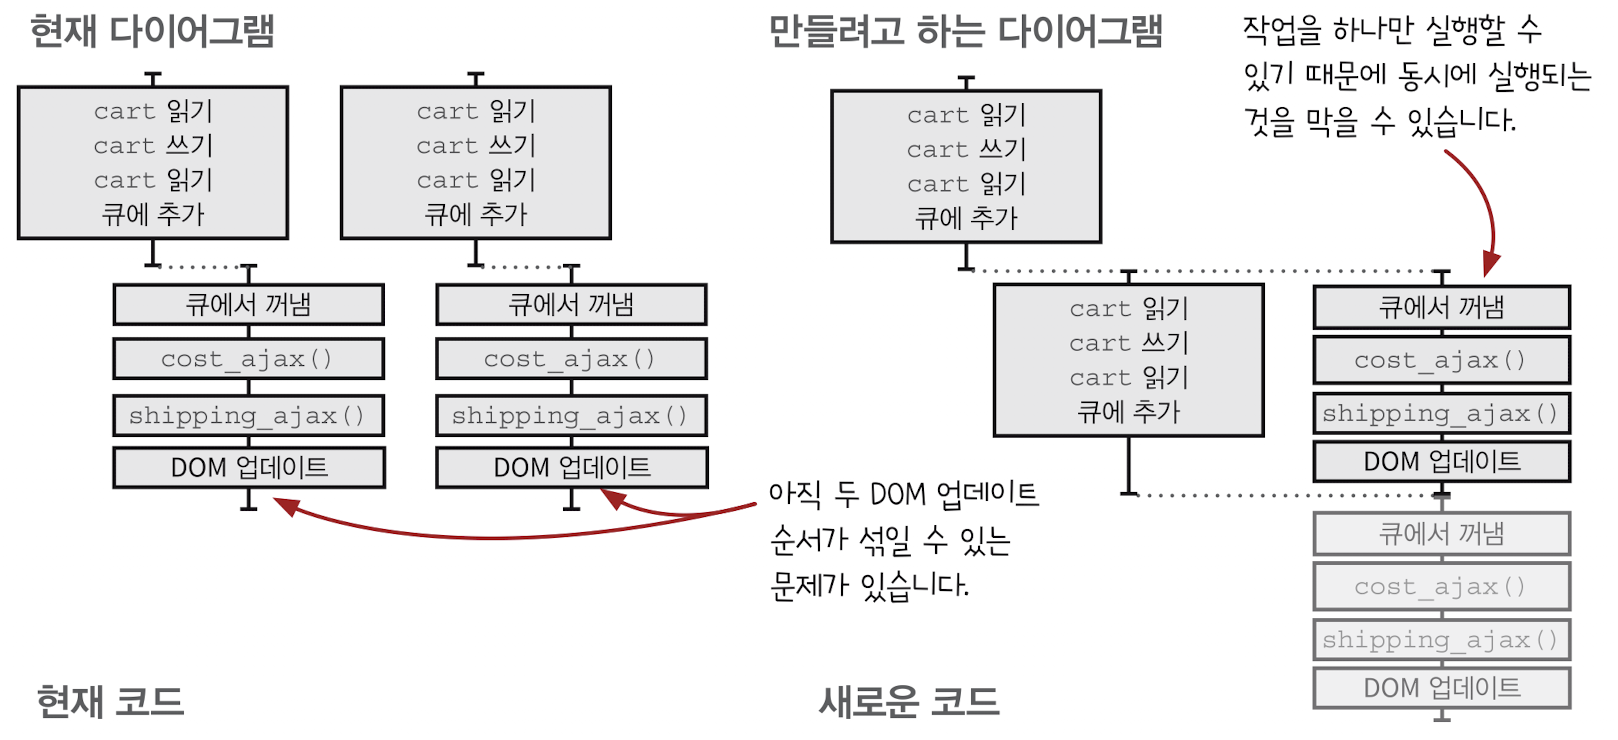 현재 다이어그램
cart 읽기
cart 쓰기
cart 읽기
큐에 추가
큐에서 꺼냄
cost_ajax()
shipping_ajax()
DOM 업데이트
cart 읽기
cart 쓰기
cart 읽기
큐에 추가
큐에서 꺼냄
cost_ajax()
shipping_ajax()
DOM 업데이트
아직 두 DOM 업데이트
순서가 섞일 수 있는
문제가 있습니다.
만들려고 하는 다이어그램
작업을 하나만 실행할 수
있기 때문에 동시에 실행되는
것을 막을 수 있습니다.
cart 읽기
cart 쓰기
cart 읽기
큐에 추가
cart 읽기
cart 쓰기
cart 읽기
큐에 추가
큐에서 꺼냄
cost_ajax()
shipping_ajax()
DOM 업데이트
큐에서 꺼냄
cost_ajax()
shipping_ajax()
DOM 업데이트
현재 코드
새로운 코드